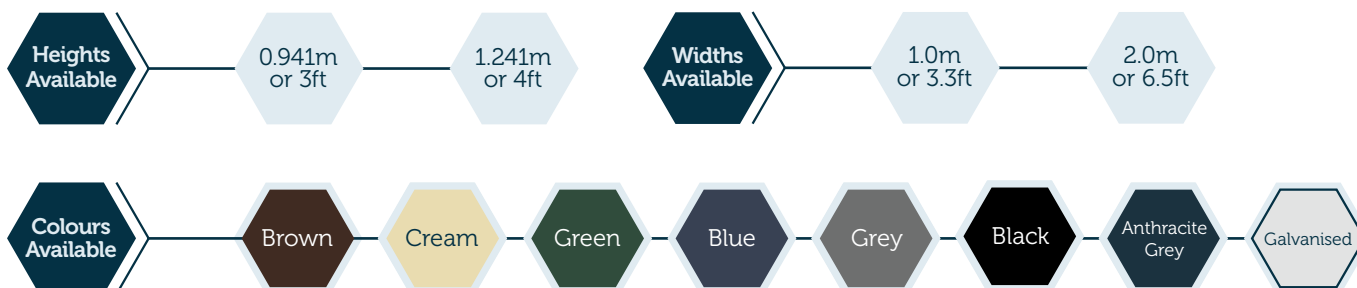 Heights
Available
0.941m
or 3ft
1.241m
or 4ft
Widths
Available
1.0m
or 3.3ft
2.0m
or 6.5ft
Colours
Available
Brown
Cream
Green
Blue
Grey
Black
Anthracite
Grey
Galvanised